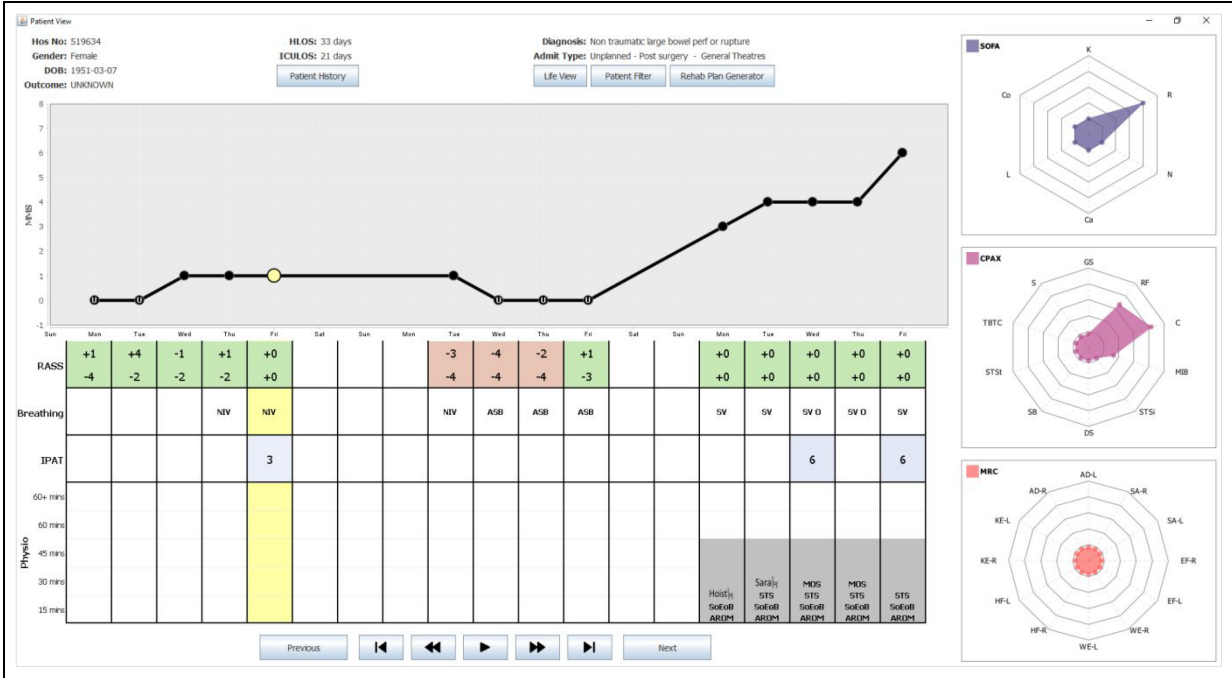 Patient View
Hos No: 519634
Gender: Female
DOB: 1951-03-07
Outcome: UNKNOWN
HLOS: 33 days
ICULOS: 21 days
Patient History
Diagnosis: Non traumatic large bowel perf or rupture
Admit Type: Unplanned - Post surgery - General Theatres
Life View Patient Filter Rehab Plan Generator
MMS
8
7
6
5
4
3
2
1
0
-1
U U U U U
Sun Mon Tue Wed Thu Fri Sat Sun Mon Tue Wed Thu Fri Sat Sun Mon Tue Wed Thu Fri
RASS
+1 +4 -1 +1 +0 -3 -4 -2 +1 +0 +0 +0 +0 +0
-4 -2 -2 -2 +0 -4 -4 -4 -3 +0 +0 +0 +0 +0
Breathing NIV NIV NIV ASB ASB ASB SV SV SV O SV O SV
IPAT 3 6 6
Physio
60+ mins
60 mins
45 mins
30 mins
15 mins
Hoist
SoEoB
AROM
Sara
STS
SoEoB
AROM
MOS
STS
SoEoB
AROM
MOS
STS
SoEoB
AROM
STS
SoEoB
AROM
Previous Next
SOFA
K
R
N
Ca
L
Co
CPAX
GS
RF
C
MIB
STSi
DS
SB
STSt
TBTC
S
MRC
AD-L
SA-R
SA-L
EF-R
EF-L
WE-R
WE-L
HF-R
HF-L
KE-R
KE-L
AD-R